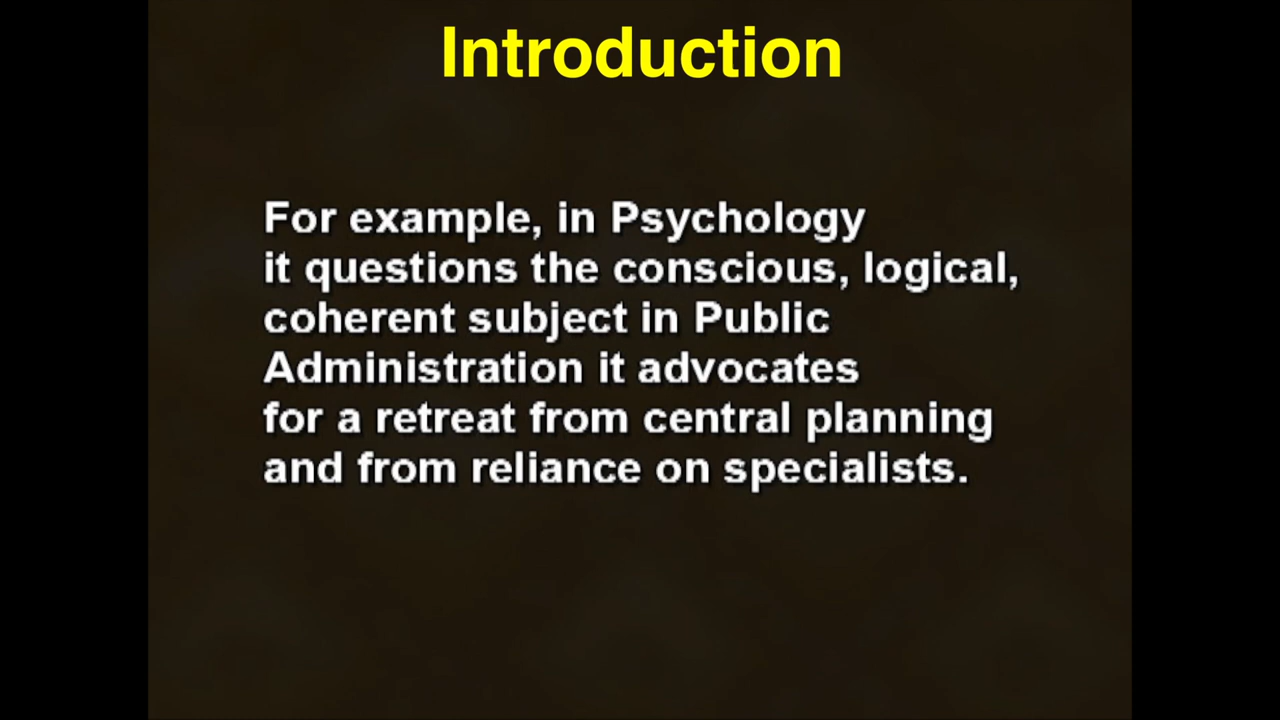 Introduction
For example, in Psychology
it questions the conscious, logical,
coherent subject in Public
Administration it advocates
for a retreat from central planning
and from reliance on specialists.